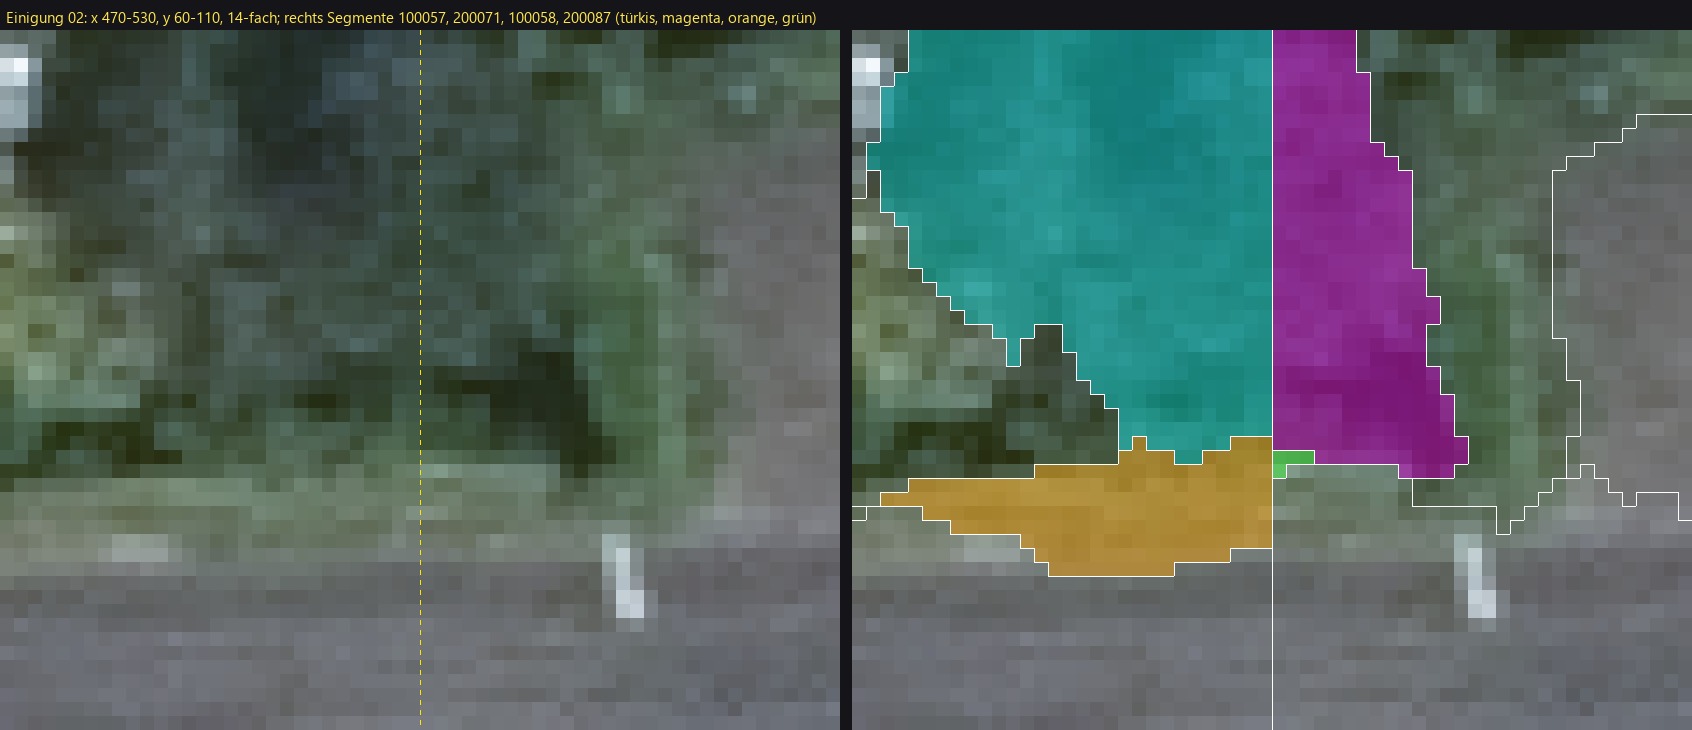 Einigung 02: x 470-530, y 60-110, 14-fach; rechts Segmente 100057, 200071, 100058, 200087 (türkis, magenta, orange, grün)